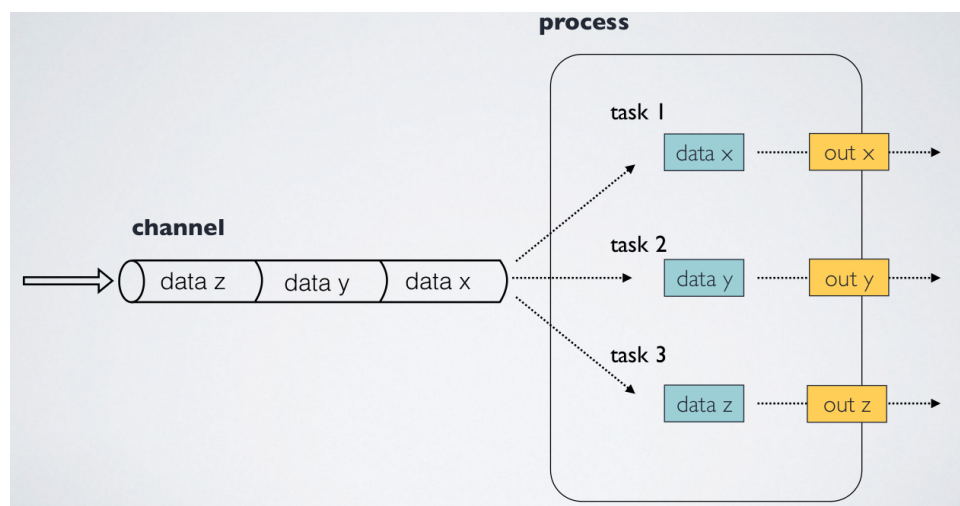 process
task 1
data x
out x
channel
task 2
data z
data y
data x
data y
out y
task 3
data z
out z